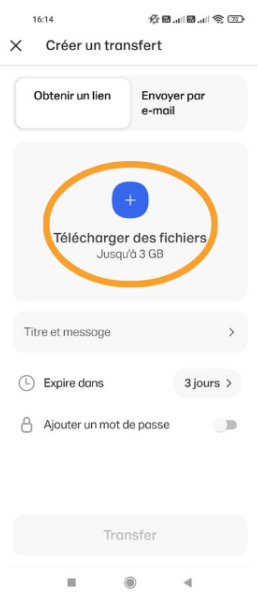 16:14
70
Créer un transfert
Obtenir un lien
Envoyer par
e-mail
Télécharger des fichiers
Jusqu'à 3 GB
Titre et message
Expire dans
3 jours
Ajouter un mot de passe
Transfer